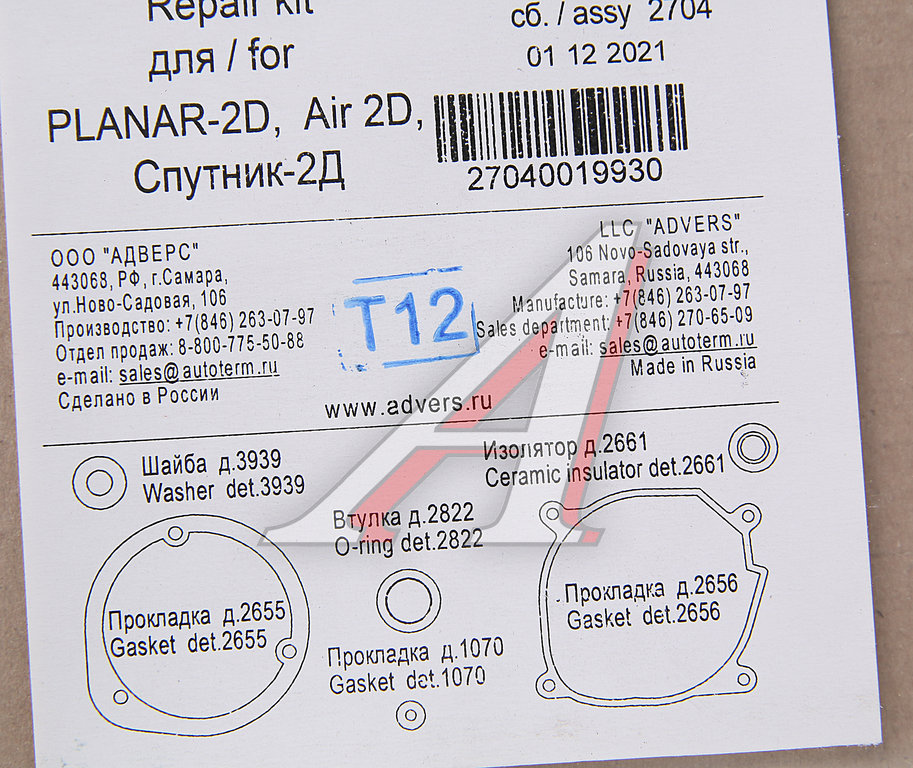 Repair kit
для / for
PLANAR-2D, Air 2D,
Спутник-2Д
сб. / assy 2704
01 12 2021
27040019930
ООО "АДВЕРС"
443068, РФ, г.Самара,
ул.Ново-Садовая, 106
Производство: +7(846) 263-07-97
Отдел продаж: 8-800-775-50-88
e-mail: sales@autoterm.ru
Сделано в России
T12
LLC "ADVERS"
106 Novo-Sadovaya str.,
Samara, Russia, 443068
Manufacture: +7(846) 263-07-97
Sales department: +7(846) 270-65-09
e-mail: sales@autoterm.ru
Made in Russia
www.advers.ru
Шайба д.3939
Washer det.3939
Изолятор д.2661
Ceramic insulator det.2661
Втулка д.2822
O-ring det.2822
Прокладка д.2655
Gasket det.2655
Прокладка д.2656
Gasket det.2656
Прокладка д.1070
Gasket det.1070